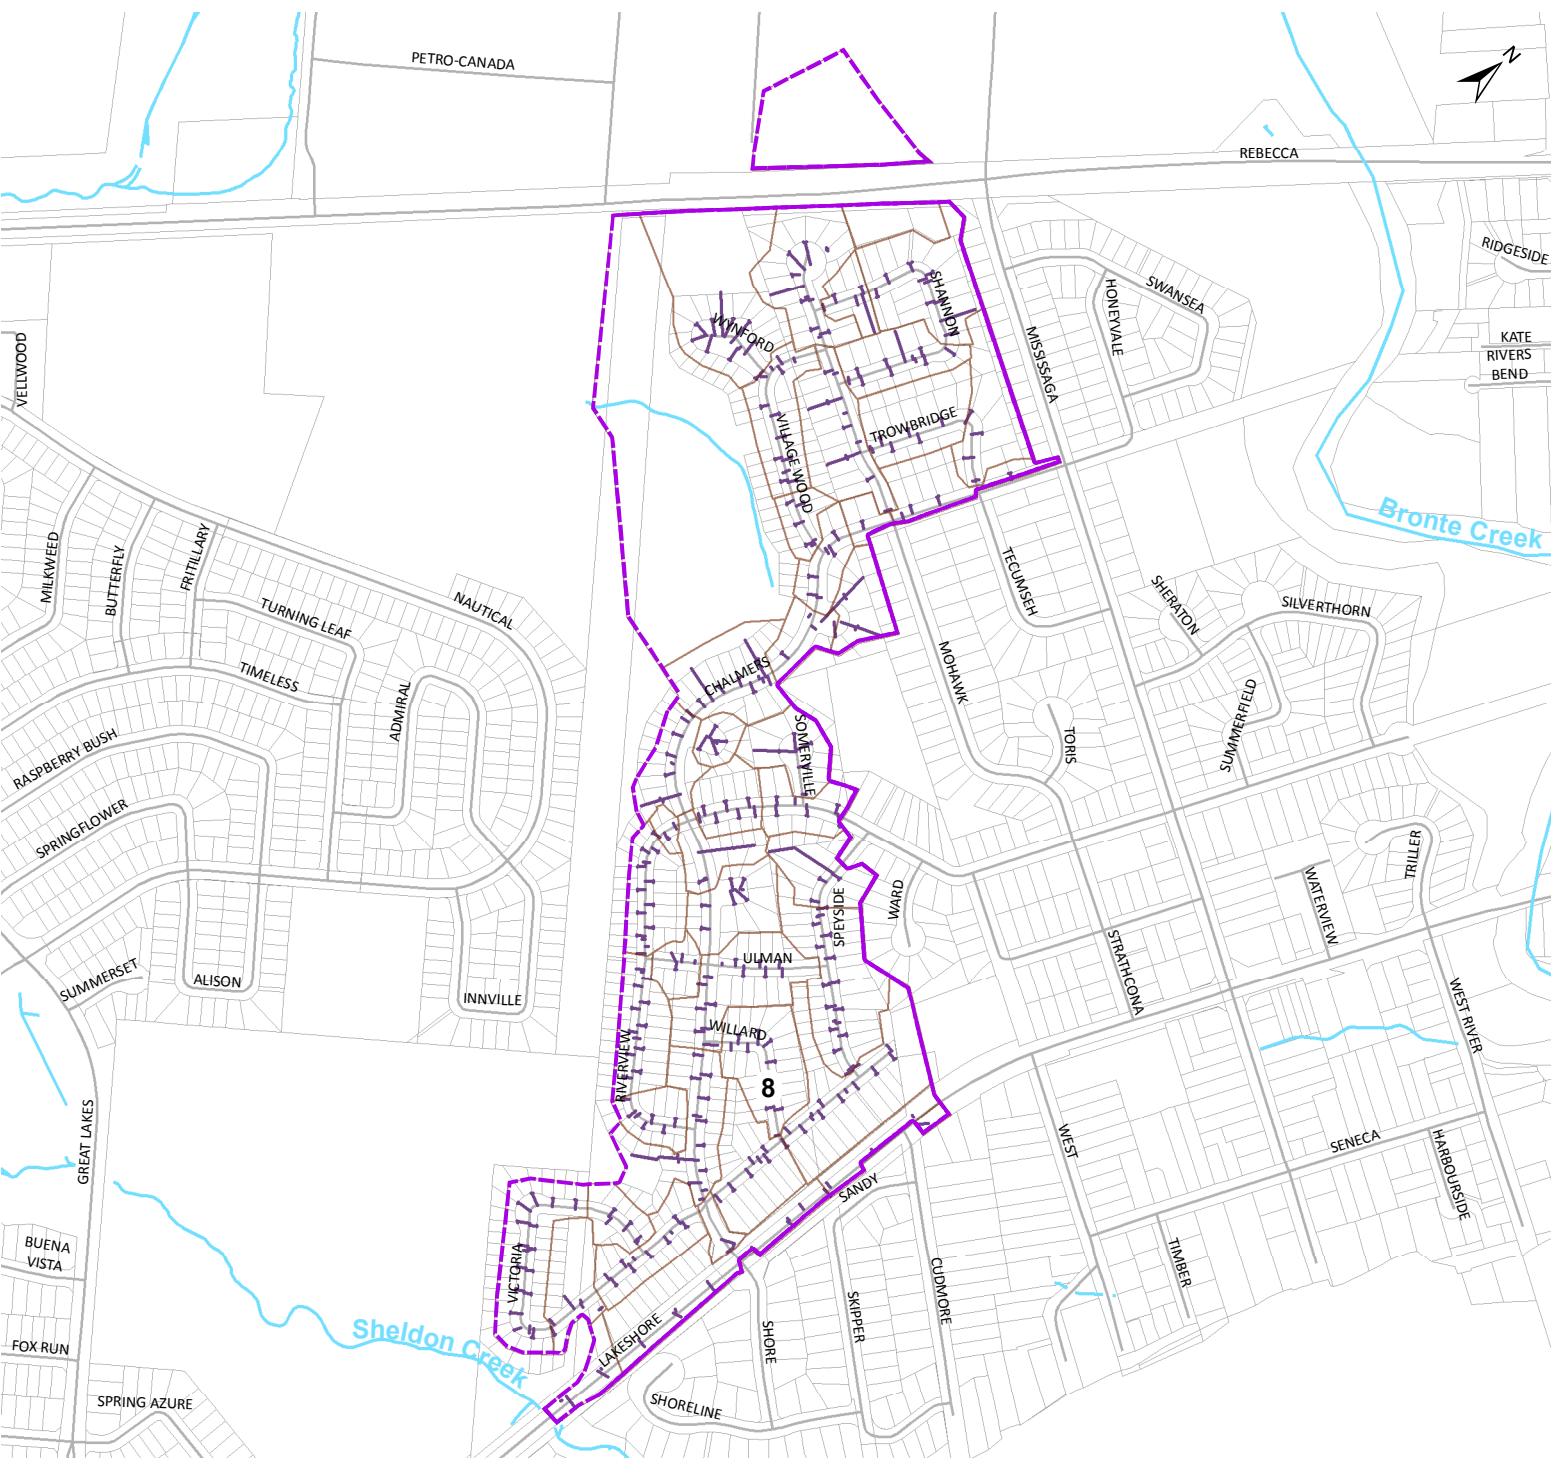 PETRO-CANADA
N
REBECCA
RIDGESIDE
SWANSEA
HONEYVALE
SHANNON
WYNFORD
MISSISSAGA
KATE
RIVERS
BEND
VELLWOOD
TROWBRIDGE
VILLAGE WOOD
Bronte Creek
MILKWEED
BUTTERFLY
FRITILLARY
TURNING LEAF
NAUTICAL
TECUMSEH
SHERATON
SILVERTHORN
TIMELESS
CHALMERS
MOHAWK
ADMIRAL
SOMERVILLE
TORIS
SUMMERFIELD
RASPBERRY BUSH
SPRINGFLOWER
TRILLER
WARD
SPEYSIDE
WATERVIEW
ULMAN
STRATHCONA
SUMMERSET
ALISON
INNVILLE
WEST RIVER
WILLARD
RIVERVIEW
8
GREAT LAKES
WEST
SENECA
HARBOURSIDE
SANDY
BUENA
VISTA
VICTORIA
TIMBER
CUDMORE
SKIPPER
SHORE
LAKESHORE
Sheldon Creek
FOX RUN
SPRING AZURE
SHORELINE